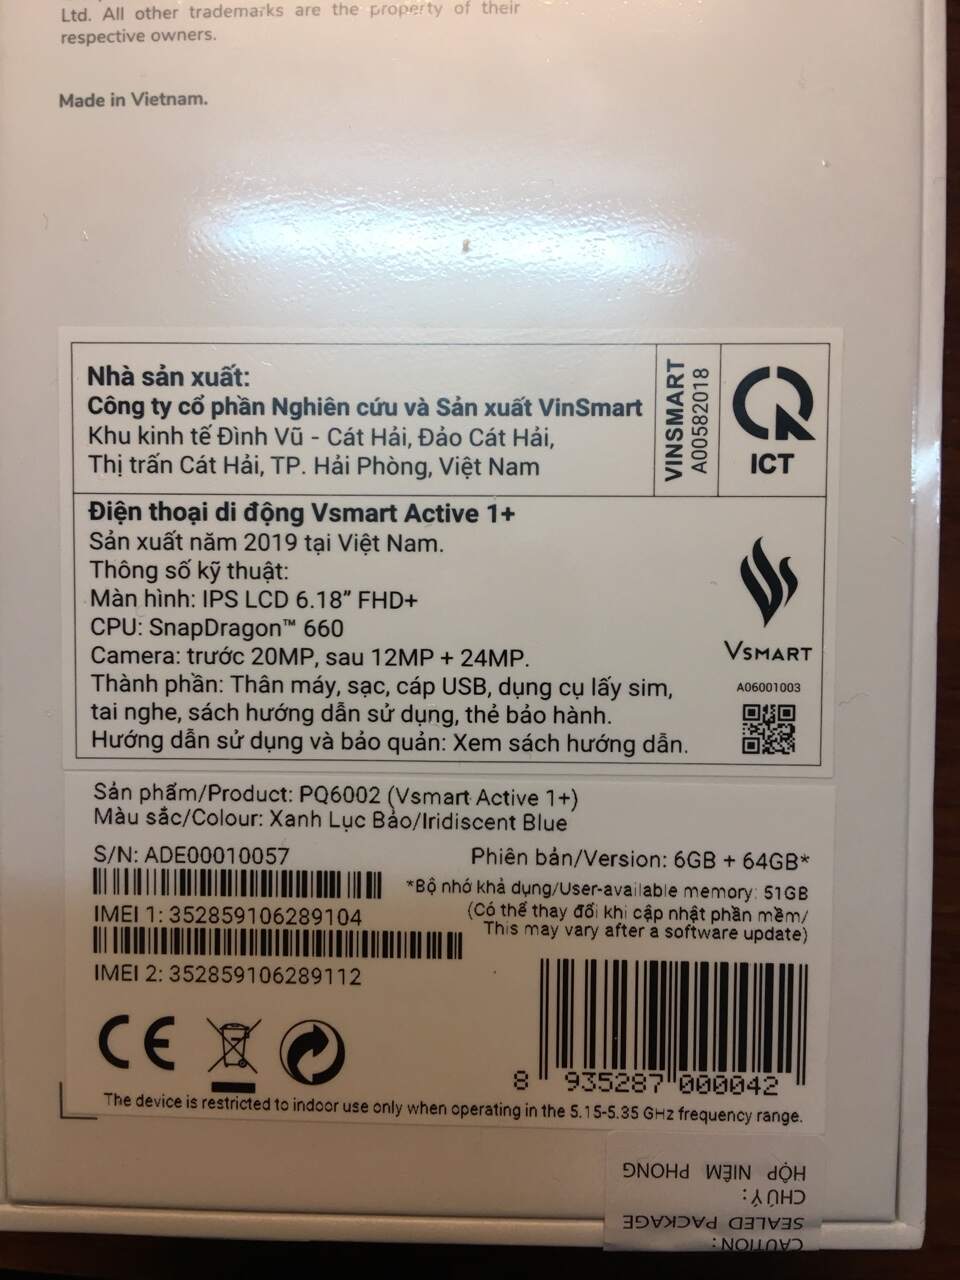 Ltd. All other trademarks are the property of their
respective owners.
Made in Vietnam.
Nhà sản xuất:
Công ty cổ phần Nghiên cứu và Sản xuất VinSmart
Khu kinh tế Đình Vũ - Cát Hải, Đảo Cát Hải,
Thị trấn Cát Hải, TP. Hải Phòng, Việt Nam
VINSMART
A00582018
ICT
Điện thoại di động Vsmart Active 1+
Sản xuất năm 2019 tại Việt Nam.
Thông số kỹ thuật:
Màn hình: IPS LCD 6.18” FHD+
CPU: SnapDragon™ 660
Camera: trước 20MP, sau 12MP + 24MP.
Thành phần: Thân máy, sạc, cáp USB, dụng cụ lấy sim,
tai nghe, sách hướng dẫn sử dụng, thẻ bảo hành.
Hướng dẫn sử dụng và bảo quản: Xem sách hướng dẫn.
VSMART
A06001003
Sản phẩm/Product: PQ6002 (Vsmart Active 1+)
Màu sắc/Colour: Xanh Lục Bảo/Iridiscent Blue
S/N: ADE00010057
Phiên bản/Version: 6GB + 64GB*
*Bộ nhớ khả dụng/User-available memory: 51GB
(Có thể thay đổi khi cập nhật phần mềm/
This may vary after a software update)
IMEI 1: 352859106289104
IMEI 2: 352859106289112
CE
8 935287 000042
The device is restricted to indoor use only when operating in the 5.15-5.35 GHz frequency range.
CAUTION:
SEALED PACKAGE
CHÚ Ý:
HỘP NIÊM PHONG